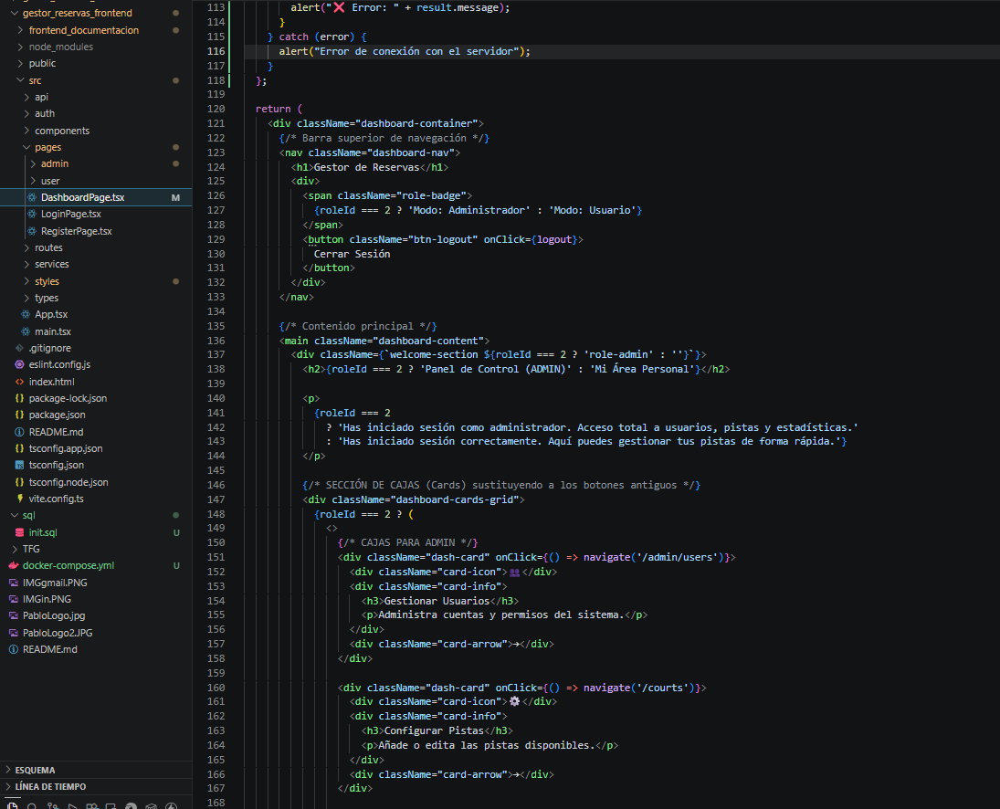 gestor_reservas_frontend
frontend_documentacion
node_modules
public
src
api
auth
components
pages
admin
user
DashboardPage.tsx M
LoginPage.tsx
RegisterPage.tsx
routes
services
styles
types
App.tsx
main.tsx
.gitignore
eslint.config.js
index.html
package-lock.json
package.json
README.md
tsconfig.app.json
tsconfig.json
tsconfig.node.json
vite.config.ts
sql
init.sql U
TFG
docker-compose.yml U
IMGgmail.PNG
IMGin.PNG
PabloLogo.jpg
PabloLogo2.JPG
README.md
ESQUEMA
LÍNEA DE TIEMPO
113 alert("❌ Error: " + result.message);
114 }
115 } catch (error) {
116 alert("Error de conexión con el servidor");
117 }
118 };
119
120 return (
121 <div className="dashboard-container">
122 {/* Barra superior de navegación */}
123 <nav className="dashboard-nav">
124 <h1>Gestor de Reservas</h1>
125 <div>
126 <span className="role-badge">
127 {roleId === 2 ? 'Modo: Administrador' : 'Modo: Usuario'}
128 </span>
129 <button className="btn-logout" onClick={logout}>
130 Cerrar Sesión
131 </button>
132 </div>
133 </nav>
134
135 {/* Contenido principal */}
136 <main className="dashboard-content">
137 <div className={`welcome-section ${roleId === 2 ? 'role-admin' : ''}`}>
138 <h2>{roleId === 2 ? 'Panel de Control (ADMIN)' : 'Mi Área Personal'}</h2>
139
140 <p>
141 {roleId === 2
142 ? 'Has iniciado sesión como administrador. Acceso total a usuarios, pistas y estadísticas.'
143 : 'Has iniciado sesión correctamente. Aquí puedes gestionar tus pistas de forma rápida.'}
144 </p>
145
146 {/* SECCIÓN DE CAJAS (Cards) sustituyendo a los botones antiguos */}
147 <div className="dashboard-cards-grid">
148 {roleId === 2 ? (
149 <>
150 {/* CAJAS PARA ADMIN */}
151 <div className="dash-card" onClick={() => navigate('/admin/users')}>
152 <div className="card-icon">👥</div>
153 <div className="card-info">
154 <h3>Gestionar Usuarios</h3>
155 <p>Administra cuentas y permisos del sistema.</p>
156 </div>
157 <div className="card-arrow">→</div>
158 </div>
159
160 <div className="dash-card" onClick={() => navigate('/courts')}>
161 <div className="card-icon">⚙️</div>
162 <div className="card-info">
163 <h3>Configurar Pistas</h3>
164 <p>Añade o edita las pistas disponibles.</p>
165 </div>
166 <div className="card-arrow">→</div>
167 </div>
168